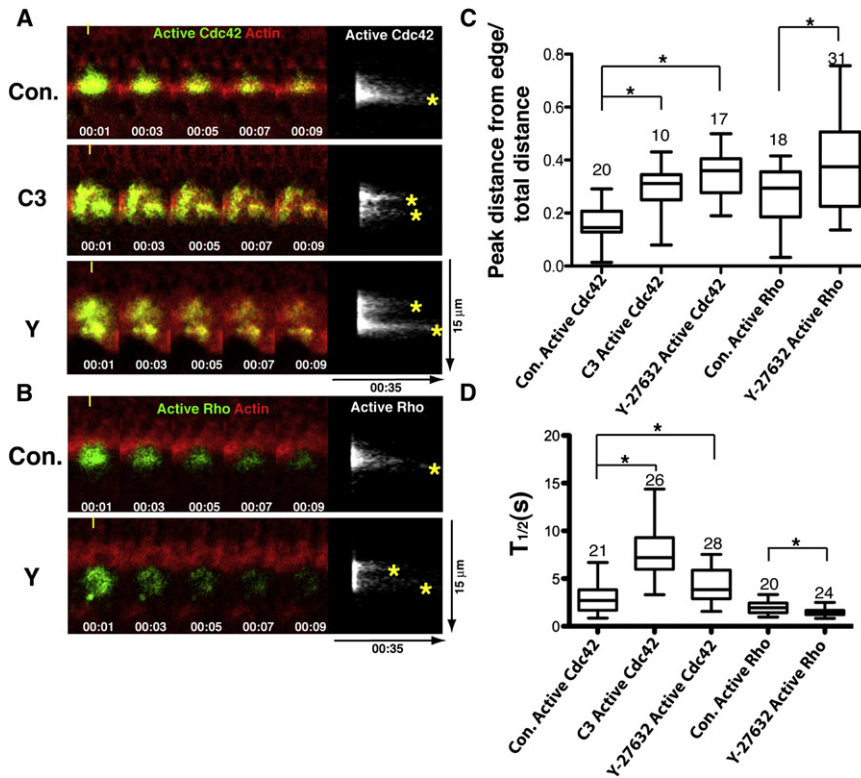 A
Active Cdc42 Actin
Active Cdc42
Con.
00:01 00:03 00:05 00:07 00:09
C3
00:01 00:03 00:05 00:07 00:09
Y
00:01 00:03 00:05 00:07 00:09
15 μm
00:35
B
Active Rho Actin
Active Rho
Con.
00:01 00:03 00:05 00:07 00:09
Y
00:01 00:03 00:05 00:07 00:09
15 μm
00:35
C
Peak distance from edge/
total distance
0.8
0.6
0.4
0.2
0.0
20
*
10
*
17
18
*
31
Con. Active Cdc42
C3 Active Cdc42
Y-27632 Active Cdc42
Con. Active Rho
Y-27632 Active Rho
D
T1/2(s)
20
15
10
5
0
21
*
26
*
28
20
*
24
Con. Active Cdc42
C3 Active Cdc42
Y-27632 Active Cdc42
Con. Active Rho
Y-27632 Active Rho